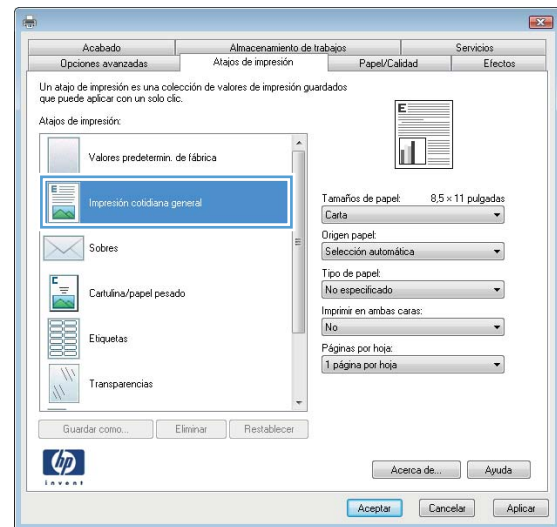 Acabado
Almacenamiento de trabajos
Servicios
Opciones avanzadas
Atajos de impresión
Papel/Calidad
Efectos
Un atajo de impresión es una colección de valores de impresión guardados
que puede aplicar con un solo clic.
Atajos de impresión:
Valores predetermin. de fábrica
Impresión cotidiana general
Sobres
Cartulina/papel pesado
Etiquetas
Transparencias
E
Tamaños de papel: 8,5 × 11 pulgadas
Carta
Origen papel:
Selección automática
Tipo de papel:
No especificado
Imprimir en ambas caras:
No
Páginas por hoja:
1 página por hoja
Guardar como...
Eliminar
Restablecer
hp
invent
Acerca de...
Ayuda
Aceptar
Cancelar
Aplicar